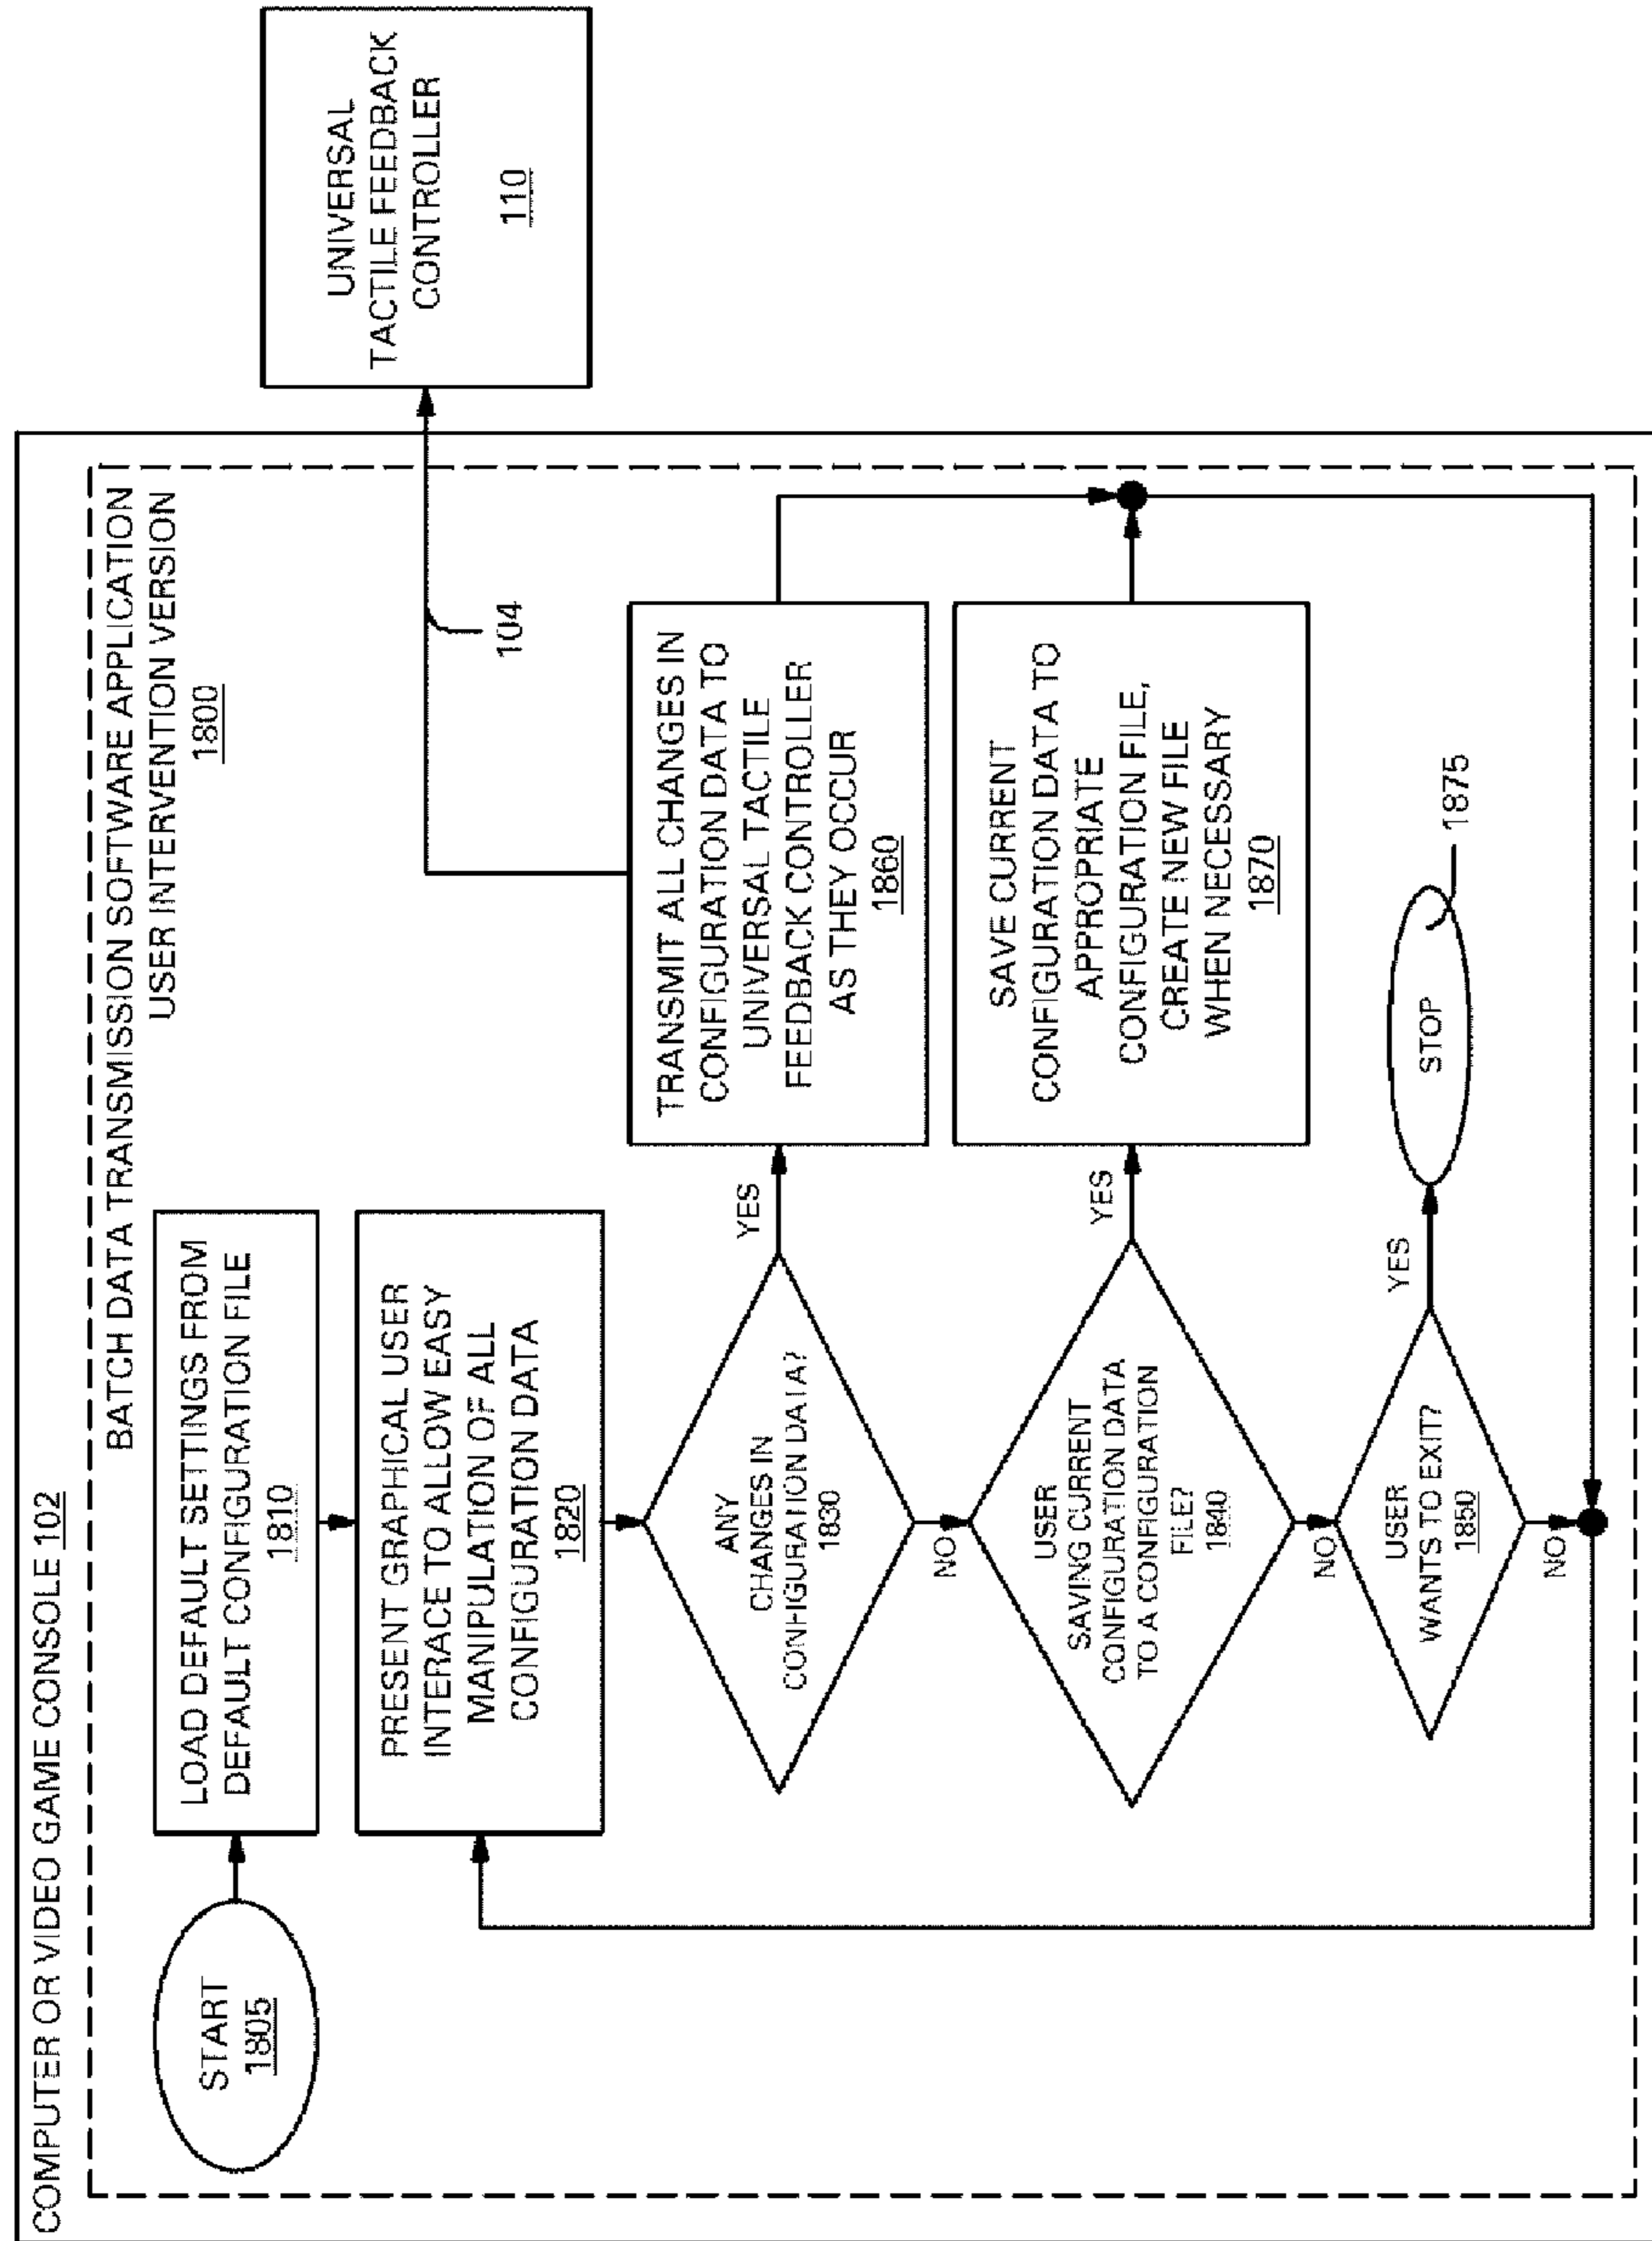 COMPUTER OR VIDEO GAME CONSOLE 102
BATCH DATA TRANSMISSION SOFTWARE APPLICATION
USER INTERVENTION VERSION
1800
START
1805
LOAD DEFAULT SETTINGS FROM
DEFAULT CONFIGURATION FILE
1810
PRESENT GRAPHICAL USER
INTERACE TO ALLOW EASY
MANIPULATION OF ALL
CONFIGURATION DATA
1820
ANY
CHANGES IN
CONFIGURATION DATA?
1830
YES
NO
TRANSMIT ALL CHANGES IN
CONFIGURATION DATA TO
UNIVERSAL TACTILE
FEEDBACK CONTROLLER
AS THEY OCCUR
1860
104
UNIVERSAL
TACTILE FEEDBACK
CONTROLLER
110
USER
SAVING CURRENT
CONFIGURATION DATA
TO A CONFIGURATION
FILE?
1840
YES
NO
SAVE CURRENT
CONFIGURATION DATA TO
APPROPRIATE
CONFIGURATION FILE,
CREATE NEW FILE
WHEN NECESSARY
1870
USER
WANTS TO EXIT?
1850
YES
NO
STOP
1875